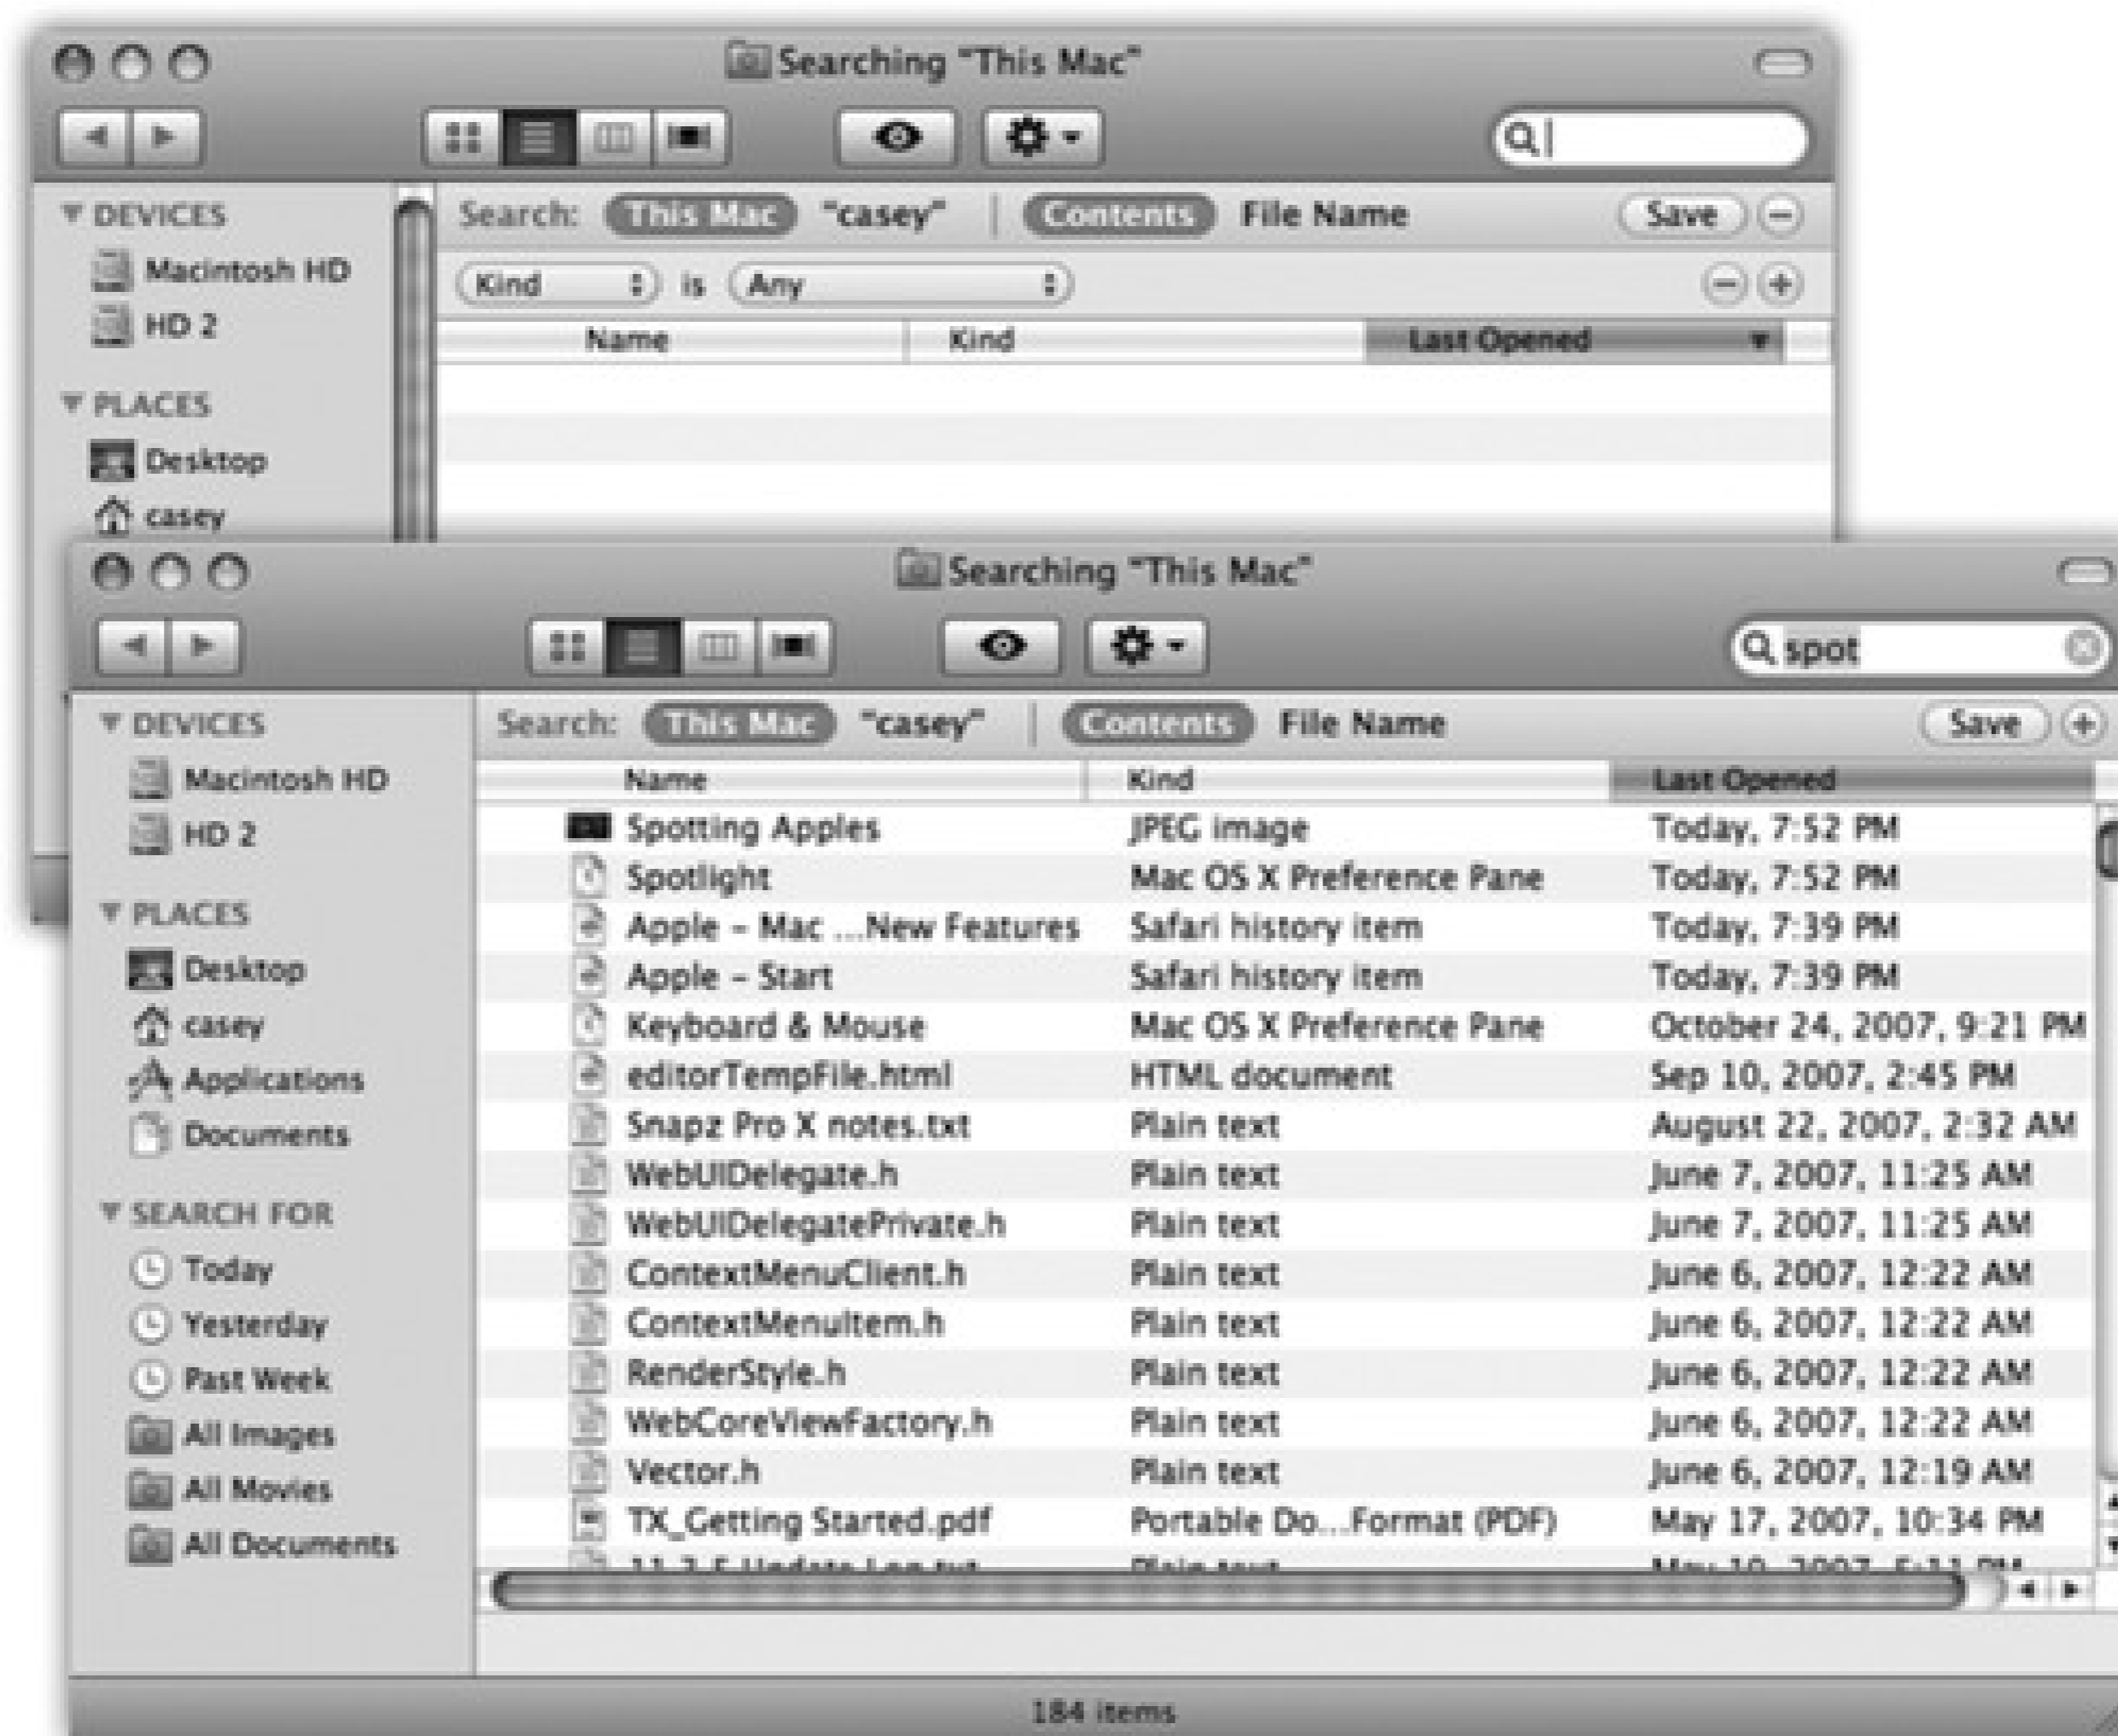 Searching "This Mac"
DEVICES
Macintosh HD
HD 2
PLACES
Desktop
casey
Search: This Mac "casey" Contents File Name Save
Kind is Any
Name Kind Last Opened
Searching "This Mac"
spot
DEVICES
Macintosh HD
HD 2
PLACES
Desktop
casey
Applications
Documents
SEARCH FOR
Today
Yesterday
Past Week
All Images
All Movies
All Documents
Search: This Mac "casey" Contents File Name Save
Name Kind Last Opened
Spotting Apples JPEG image Today, 7:52 PM
Spotlight Mac OS X Preference Pane Today, 7:52 PM
Apple – Mac ...New Features Safari history item Today, 7:39 PM
Apple – Start Safari history item Today, 7:39 PM
Keyboard & Mouse Mac OS X Preference Pane October 24, 2007, 9:21 PM
editorTempFile.html HTML document Sep 10, 2007, 2:45 PM
Snapz Pro X notes.txt Plain text August 22, 2007, 2:32 AM
WebUIDelegate.h Plain text June 7, 2007, 11:25 AM
WebUIDelegatePrivate.h Plain text June 7, 2007, 11:25 AM
ContextMenuClient.h Plain text June 6, 2007, 12:22 AM
ContextMenuItem.h Plain text June 6, 2007, 12:22 AM
RenderStyle.h Plain text June 6, 2007, 12:22 AM
WebCoreViewFactory.h Plain text June 6, 2007, 12:22 AM
Vector.h Plain text June 6, 2007, 12:19 AM
TX_Getting Started.pdf Portable Do...Format (PDF) May 17, 2007, 10:34 PM
Update Log.txt Plain text
184 items